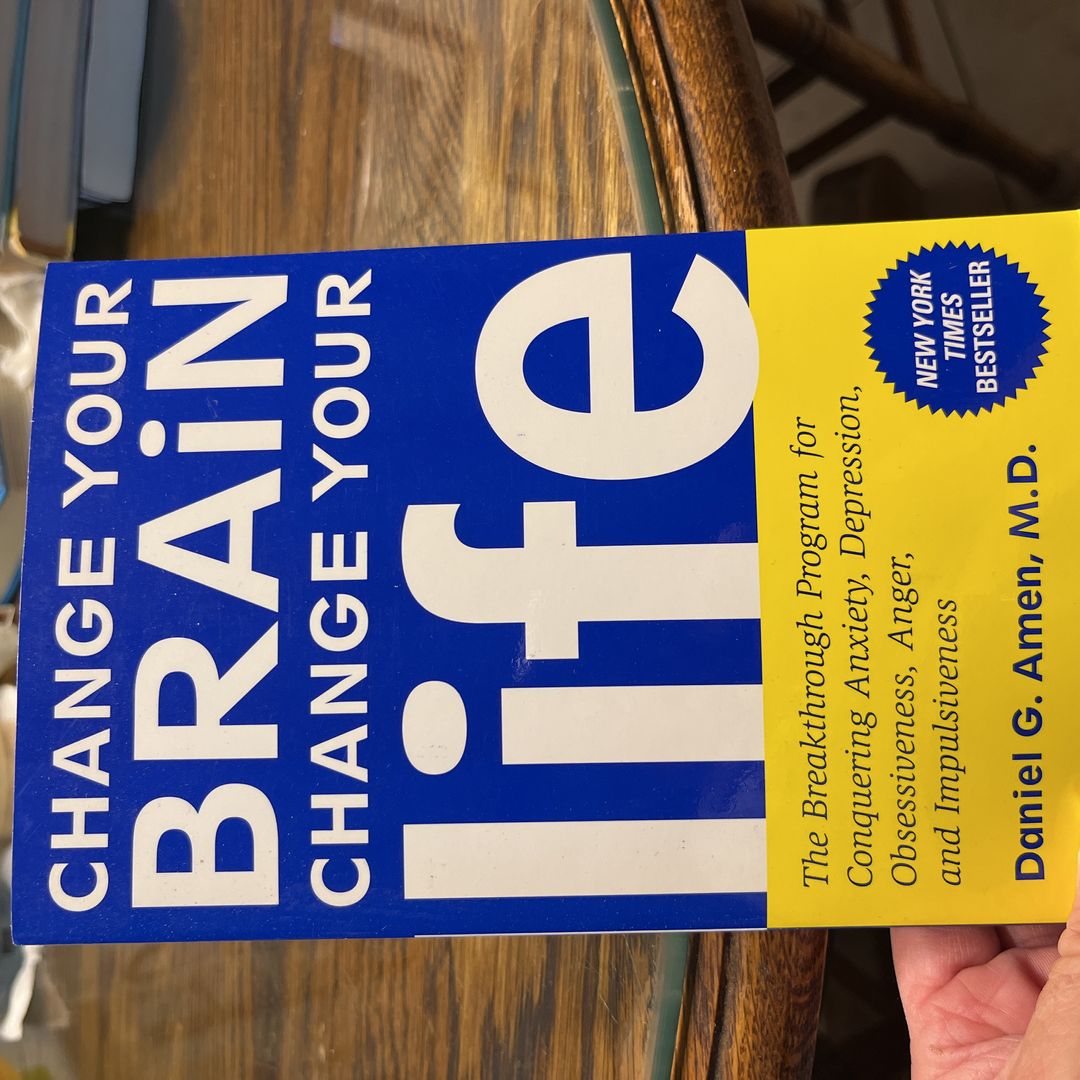 CHANGE YOUR
BRAiN
CHANGE YOUR
life
The Breakthrough Program for
Conquering Anxiety, Depression,
Obsessiveness, Anger,
and Impulsiveness
NEW YORK
TIMES
BESTSELLER
Daniel G. Amen, M.D.